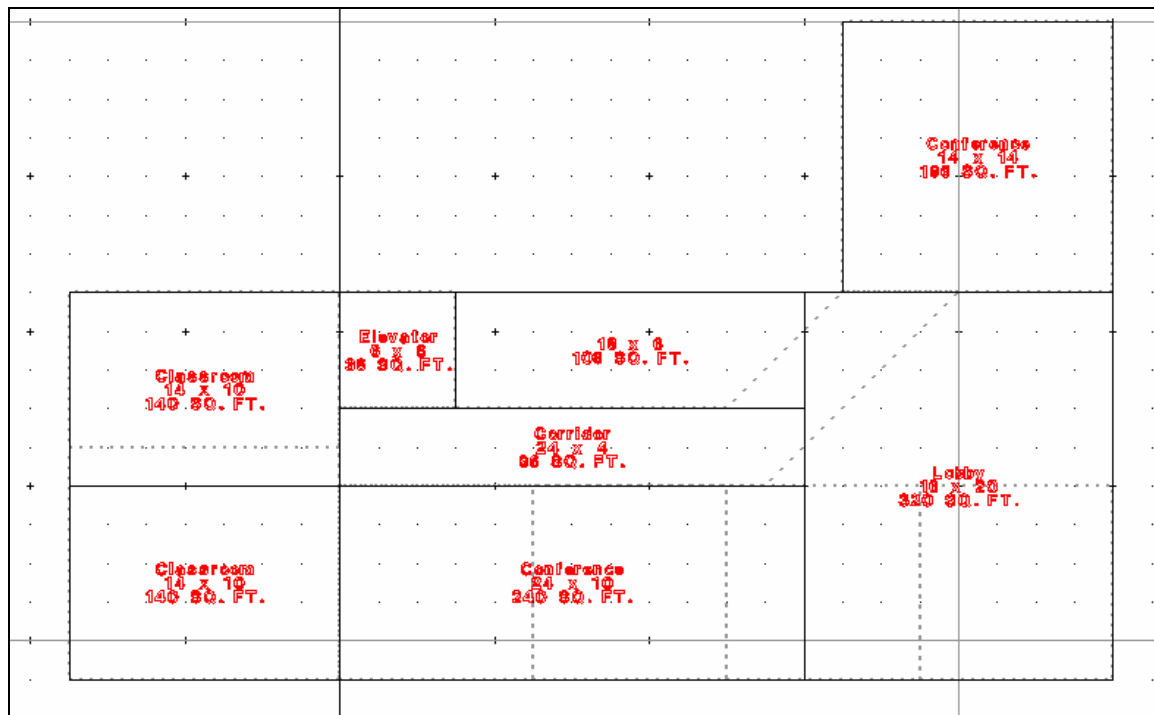 Conference
14 x 14
196 SQ. FT.
Elevator
6 x 6
36 SQ. FT.
18 x 6
108 SQ. FT.
Classroom
14 x 10
140 SQ. FT.
Corridor
24 x 4
96 SQ. FT.
Lobby
16 x 20
320 SQ. FT.
Classroom
14 x 10
140 SQ. FT.
Conference
24 x 10
240 SQ. FT.